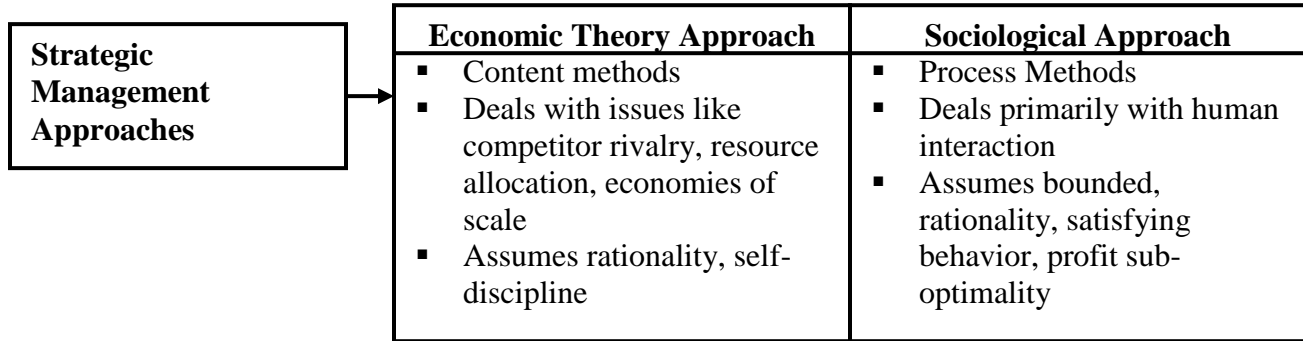 Strategic
Management
Approaches
Economic Theory Approach
▪ Content methods
▪ Deals with issues like
competitor rivalry, resource
allocation, economies of
scale
▪ Assumes rationality, self-
discipline
Sociological Approach
▪ Process Methods
▪ Deals primarily with human
interaction
▪ Assumes bounded,
rationality, satisfying
behavior, profit sub-
optimality